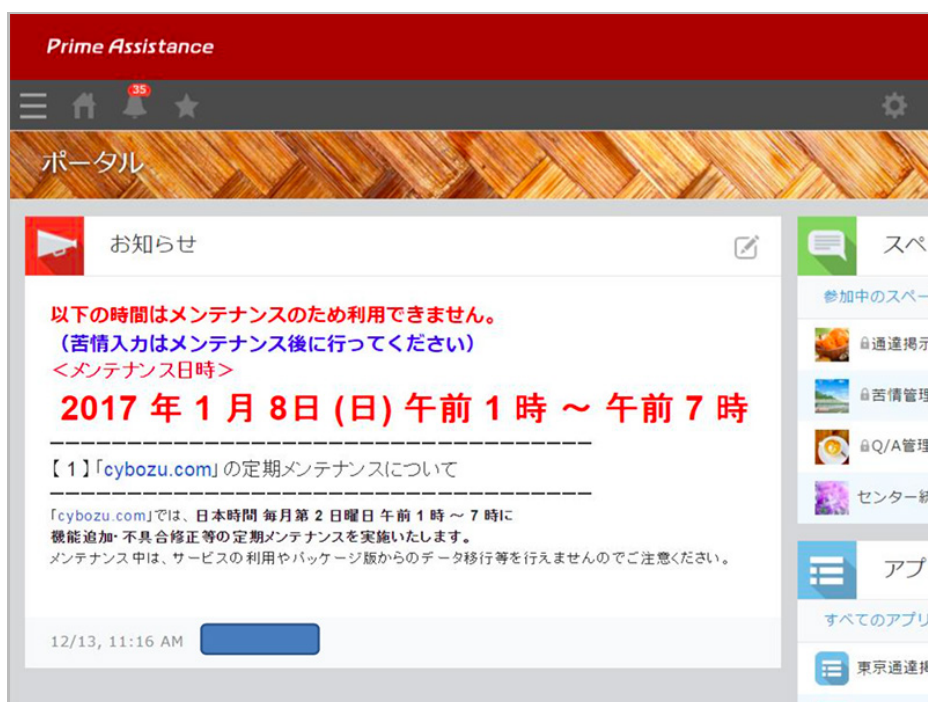 Prime Assistance
35
ポータル
お知らせ
以下の時間はメンテナンスのため利用できません。
（苦情入力はメンテナンス後に行ってください）
＜メンテナンス日時＞
2017 年 1 月 8日 (日) 午前 1 時 ～ 午前 7 時
【1】「cybozu.com」の定期メンテナンスについて
「cybozu.com」では、日本時間 毎月第 2 日曜日 午前 1 時 ～ 7 時に
機能追加・不具合修正等の定期メンテナンスを実施いたします。
メンテナンス中は、サービスの利用やパッケージ版からのデータ移行等を行えませんのでご注意ください。
12/13, 11:16 AM
スペ
参加中のスペー
通達掲示
苦情管理
Q/A管理
センター統
アプ
すべてのアプリ
東京通達掲